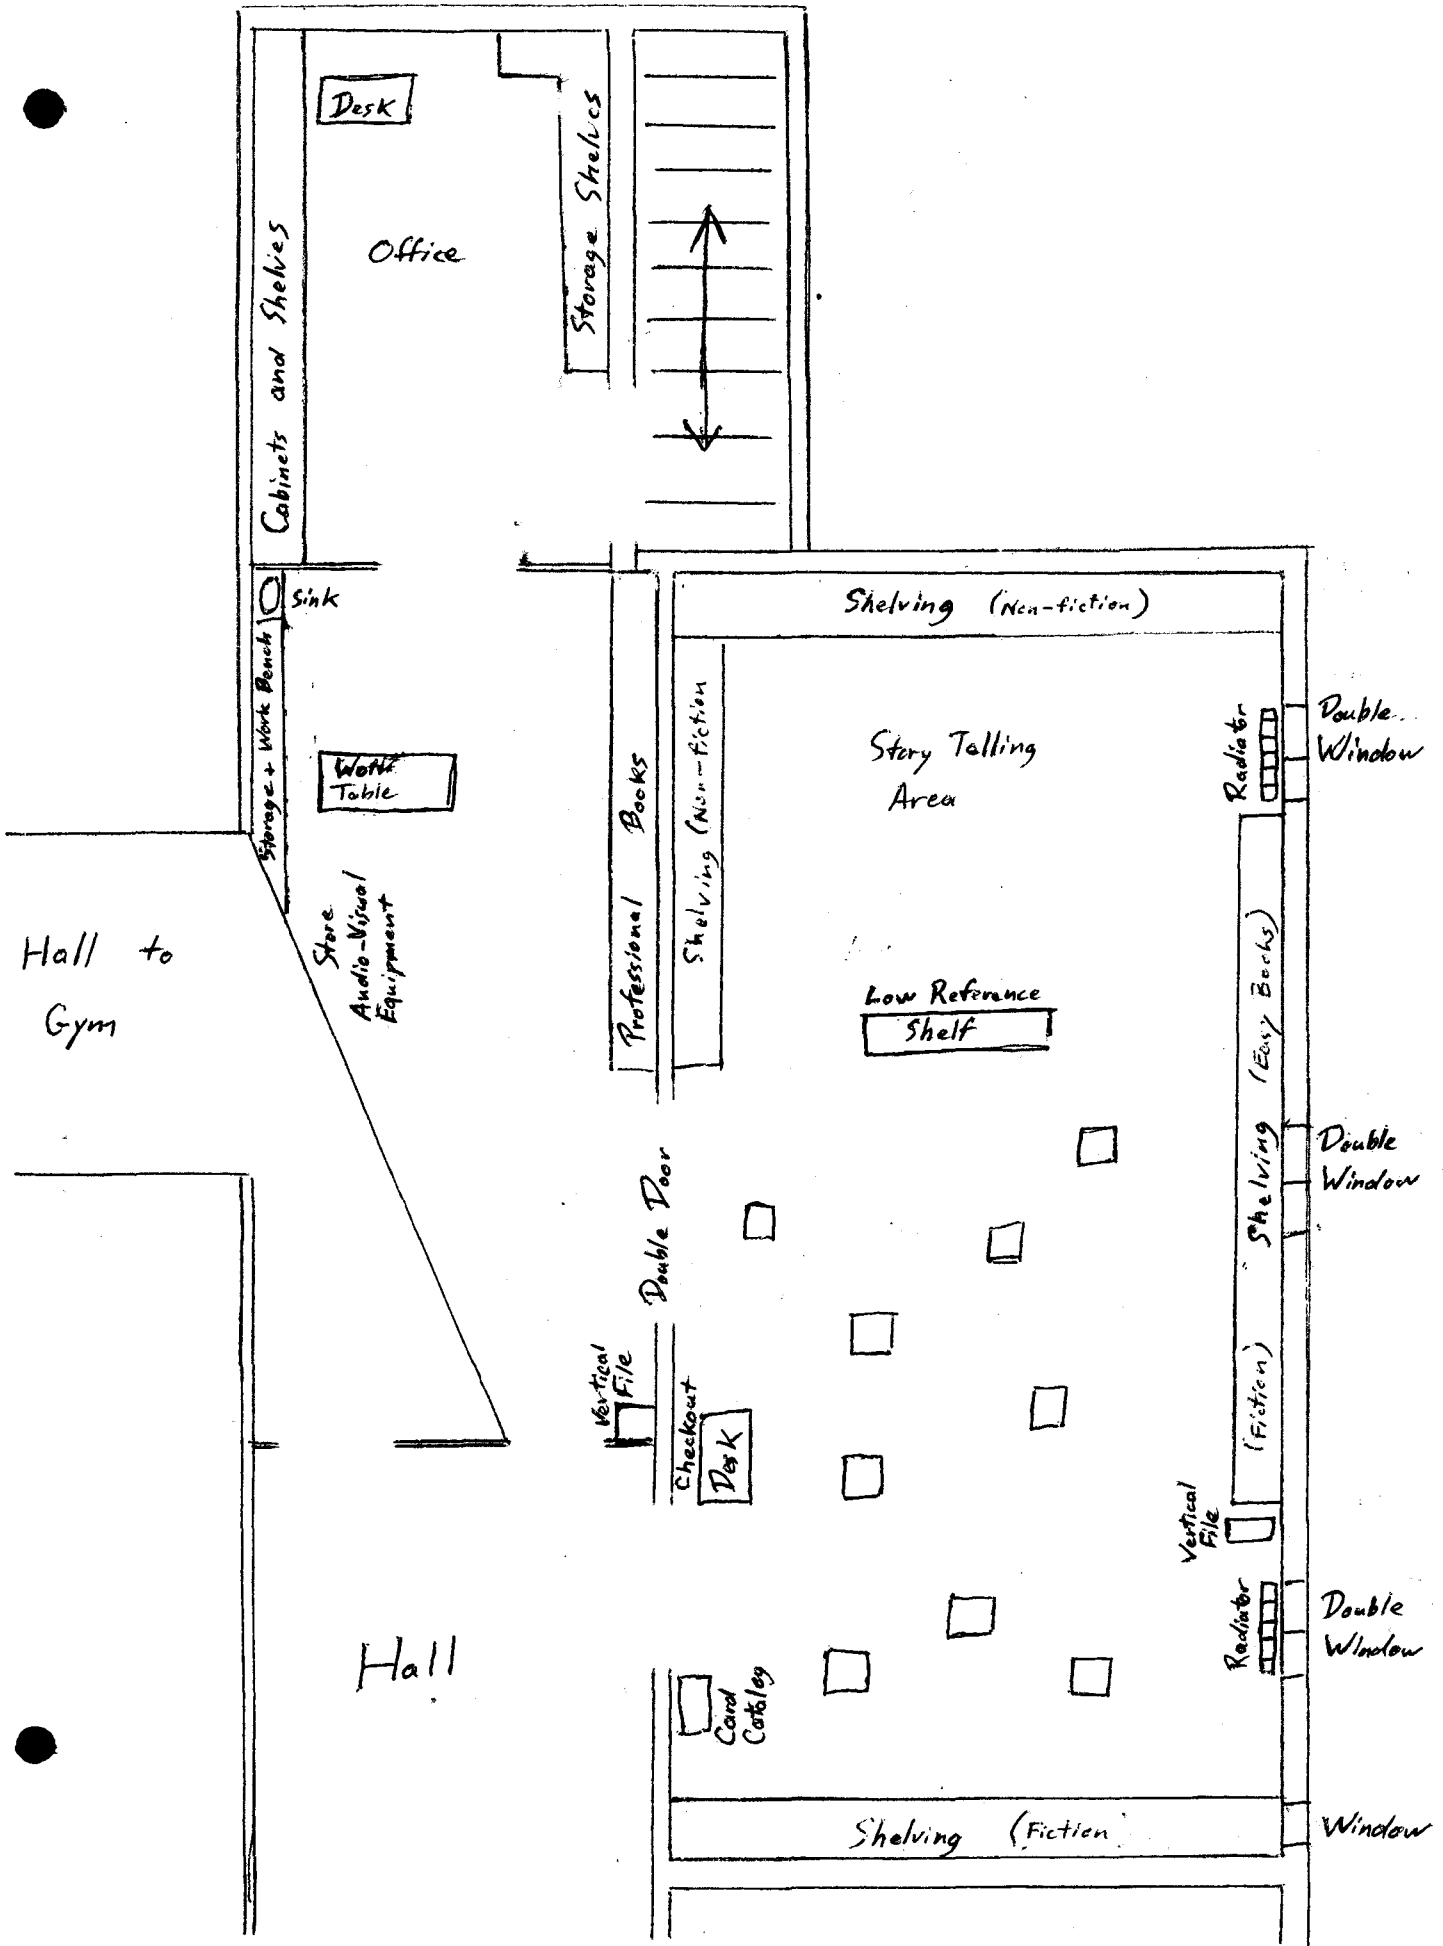 Desk
Office
Cabinets and Shelvies
Storage Shelves
Sink
Storage + Work Bench
Work
Table
Store
Audio-Visual
Equipment
Professional Books
Hall to
Gym
Shelving (Non-fiction)
Shelving (Non-fiction
Story Telling
Area
Radiator
Double
Window
Low Reference
Shelf
Shelving (Easy Books)
(Fiction)
Double
Window
Double Door
Vertical
File
Checkout
Desk
Vertical
File
Radiator
Double
Window
Hall
Card
Catalog
Shelving (Fiction
Window